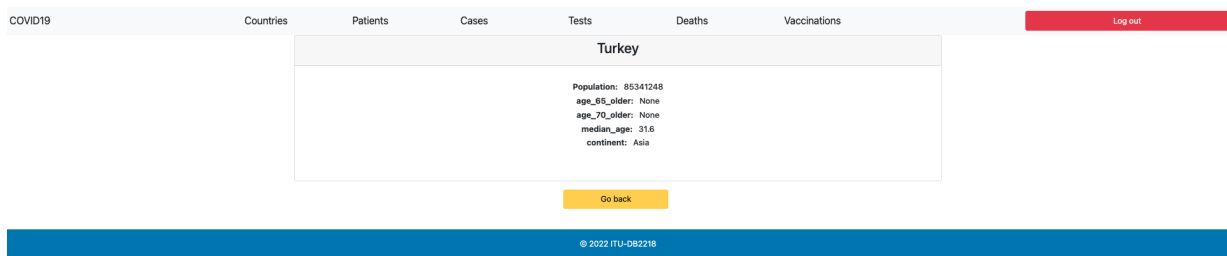 COVID19 Countries Patients Cases Tests Deaths Vaccinations Log out
Turkey
Population: 85341248
age_65_older: None
age_70_older: None
median_age: 31.6
continent: Asia
Go back
© 2022 ITU-DB2218